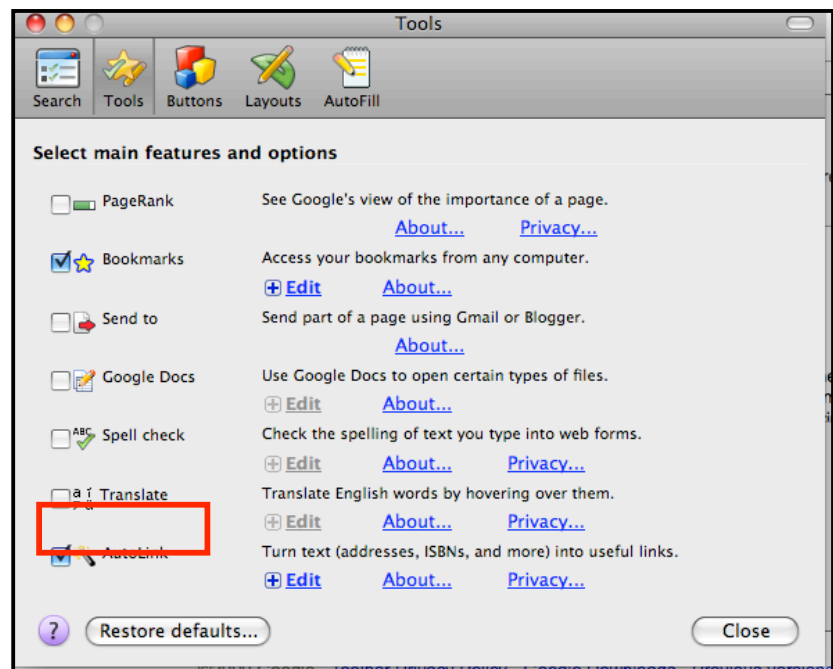 Tools
Search Tools Buttons Layouts AutoFill
Select main features and options
PageRank See Google's view of the importance of a page.
About... Privacy...
Bookmarks Access your bookmarks from any computer.
Edit About...
Send to Send part of a page using Gmail or Blogger.
About...
Google Docs Use Google Docs to open certain types of files.
Edit About...
ABC Spell check Check the spelling of text you type into web forms.
Edit About... Privacy...
Translate Translate English words by hovering over them.
Edit About... Privacy...
AutoLink Turn text (addresses, ISBNs, and more) into useful links.
Edit About... Privacy...
? Restore defaults... Close